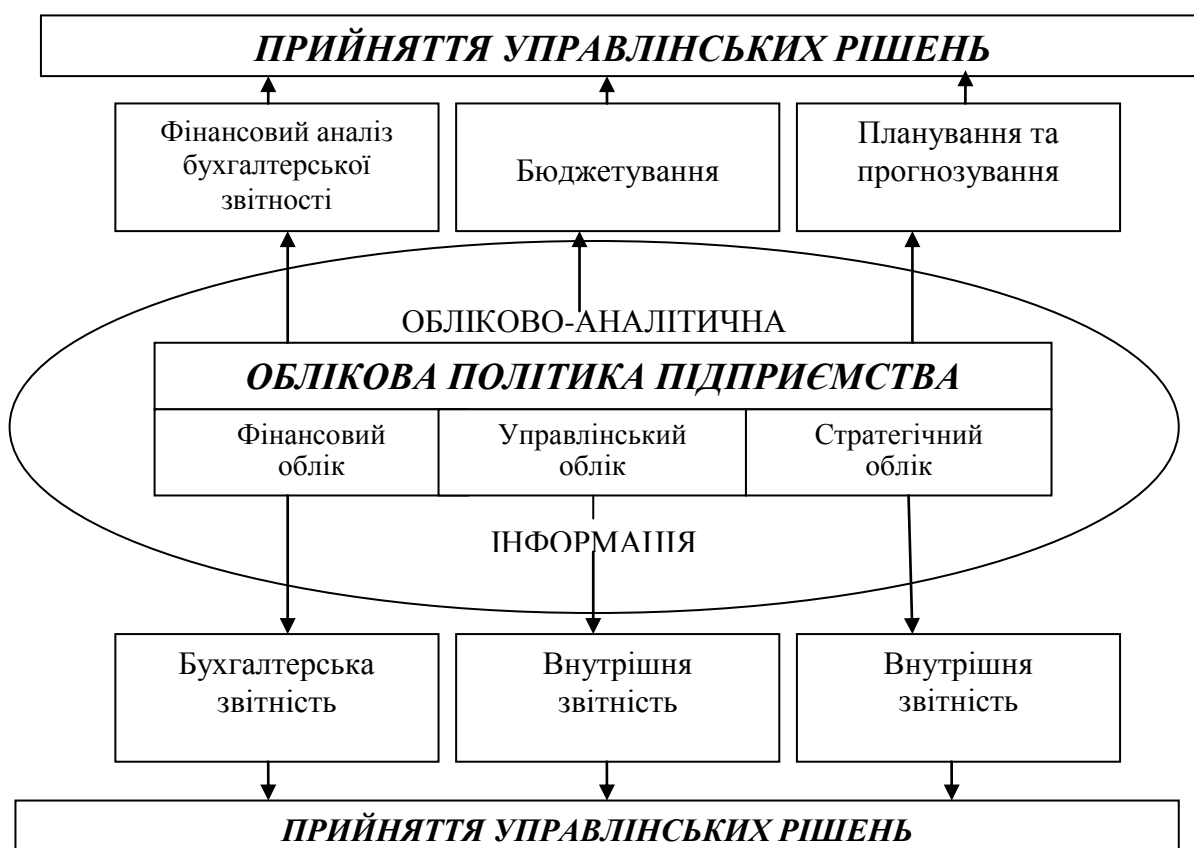 ПРИЙНЯТТЯ УПРАВЛІНСЬКИХ РІШЕНЬ
Фінансовий аналіз
бухгалтерської
звітності
Бюджетування
Планування та
прогнозування
ОБЛІКОВО-АНАЛІТИЧНА
ОБЛІКОВА ПОЛІТИКА ПІДПРИЄМСТВА
Фінансовий
облік
Управлінський
облік
Стратегічний
облік
ІНФОРМАЦІЯ
Бухгалтерська
звітність
Внутрішня
звітність
Внутрішня
звітність
ПРИЙНЯТТЯ УПРАВЛІНСЬКИХ РІШЕНЬ